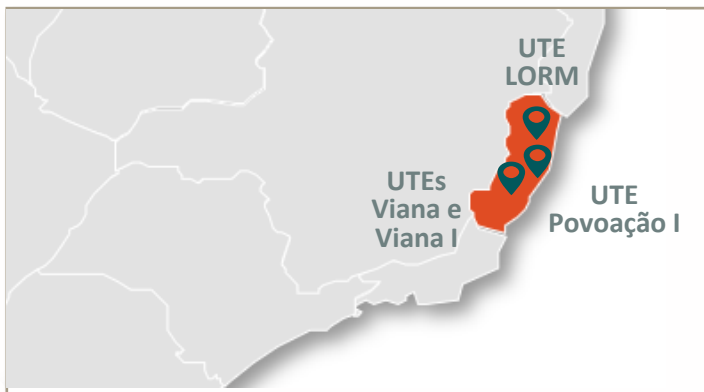 UTE
LORM
UTEs
Viana e
Viana I
UTE
Povoação I